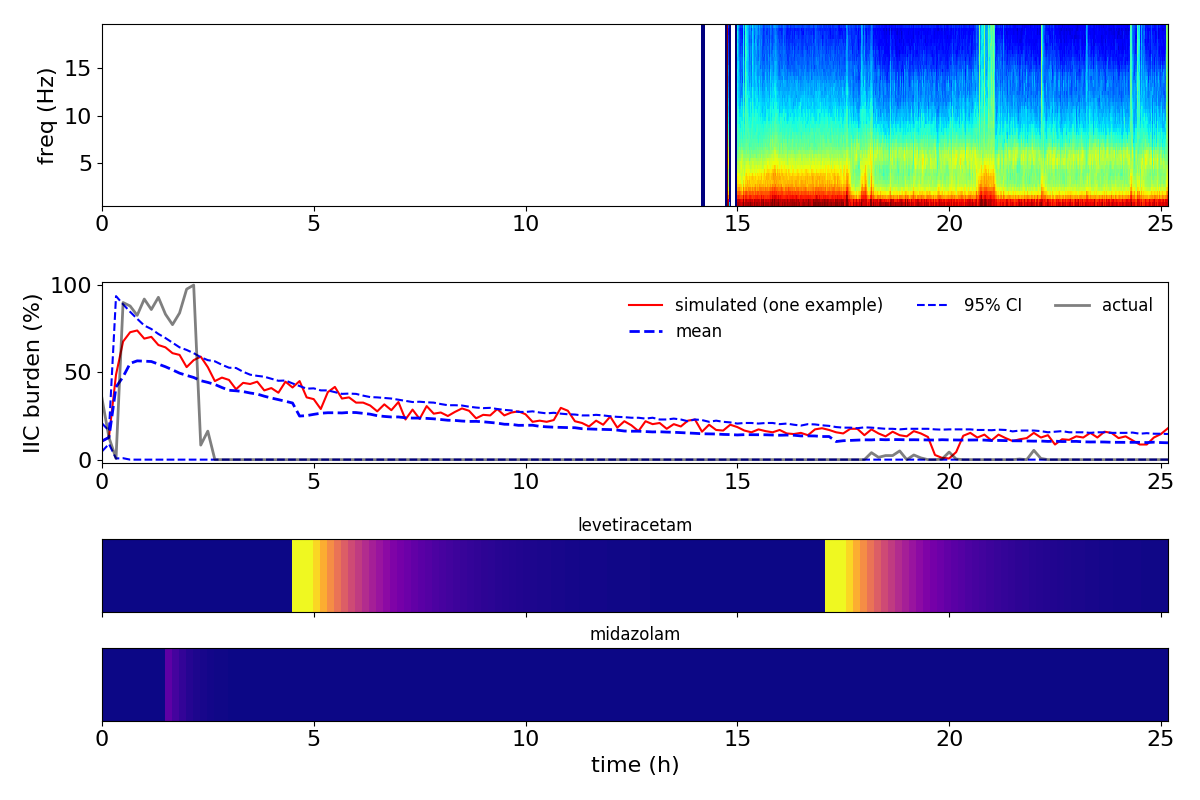 freq (Hz)
15
10
5
0 5 10 15 20 25
IIC burden (%)
100
50
0
simulated (one example)
mean
95% CI
actual
0 5 10 15 20 25
levetiracetam
midazolam
0 5 10 15 20 25
time (h)